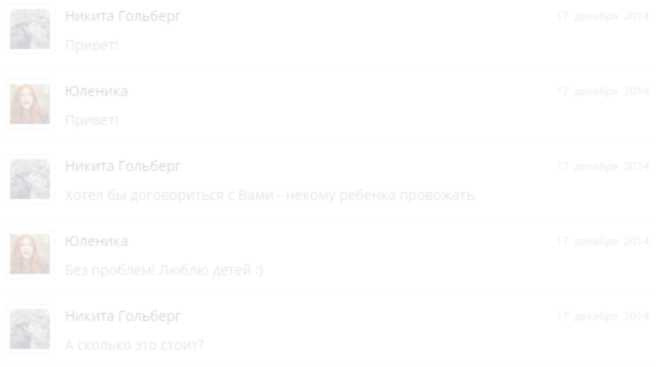 Никита Гольберг 17 декабря 2014
Привет!
Юленика 17 декабря 2014
Привет!
Никита Гольберг 17 декабря 2014
Хотел бы договориться с Вами - некому ребенка провожать
Юленика 17 декабря 2014
Без проблем! Люблю детей :)
Никита Гольберг 17 декабря 2014
А сколько это стоит?